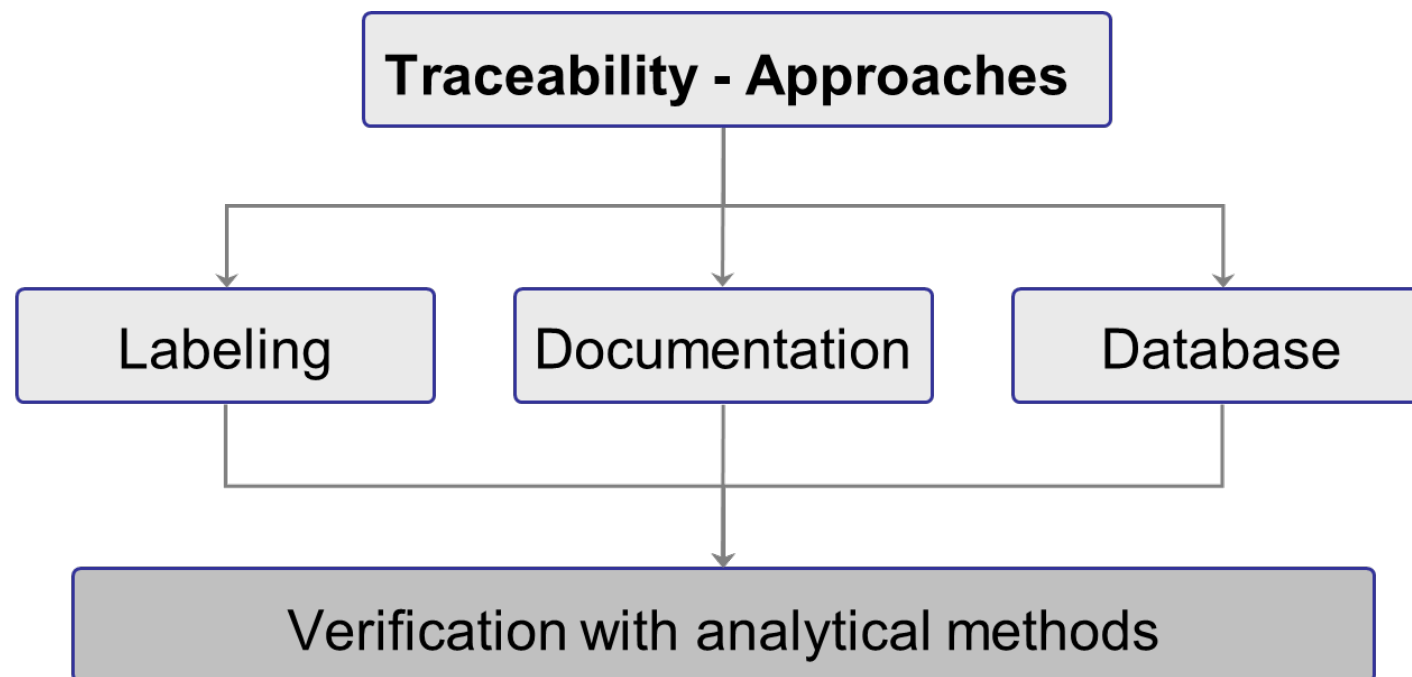 Traceability - Approaches
Labeling
Documentation
Database
Verification with analytical methods